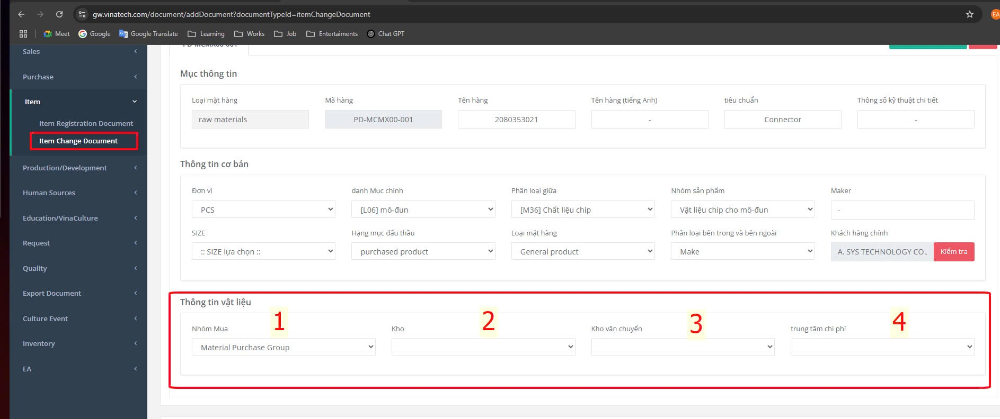 gw.vinatech.com/document/addDocument?documentTypeId=itemChangeDocument
EA
Meet Google Google Translate Learning Works Job Entertaiments Chat GPT
Sales
Purchase
Item
Item Registration Document
Item Change Document
Production/Development
Human Sources
Education/VinaCulture
Request
Quality
Export Document
Culture Event
Inventory
EA
PD-MCMX00-001
Mục thông tin
Loại mặt hàng Mã hàng Tên hàng Tên hàng (tiếng Anh) tiêu chuẩn Thông số kỹ thuật chi tiết
raw materials PD-MCMX00-001 2080353021 - Connector -
Thông tin cơ bản
Đơn vị danh Mục chính Phân loại giữa Nhóm sản phẩm Maker
PCS [L06] mô-đun [M36] Chất liệu chip Vật liệu chip cho mô-đun -
SIZE Hạng mục đấu thầu Loại mặt hàng Phân loại bên trong và bên ngoài Khách hàng chính
:: SIZE lựa chọn :: purchased product General product Make A. SYS TECHNOLOGY CO., Kiểm tra
Thông tin vật liệu
1 2 3 4
Nhóm Mua Kho Kho vận chuyển trung tâm chi phí
Material Purchase Group